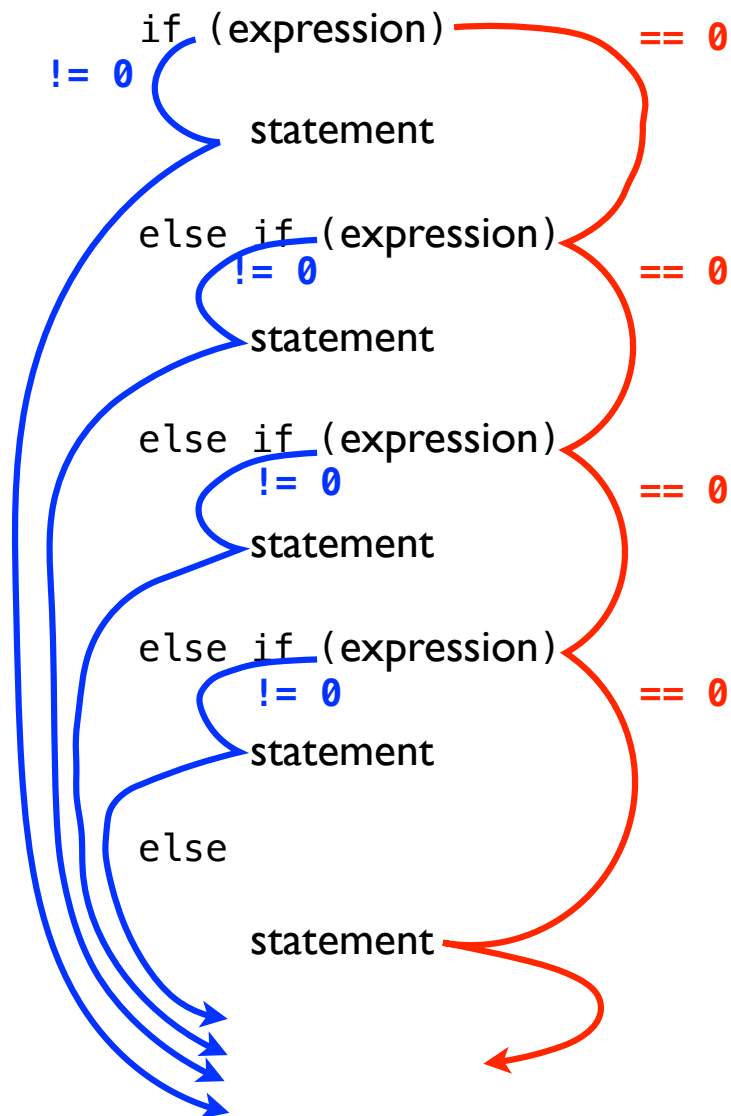 if (expression) == 0
!= 0
statement
else if (expression)
!= 0 == 0
statement
else if (expression)
!= 0 == 0
statement
else if (expression)
!= 0 == 0
statement
else
statement